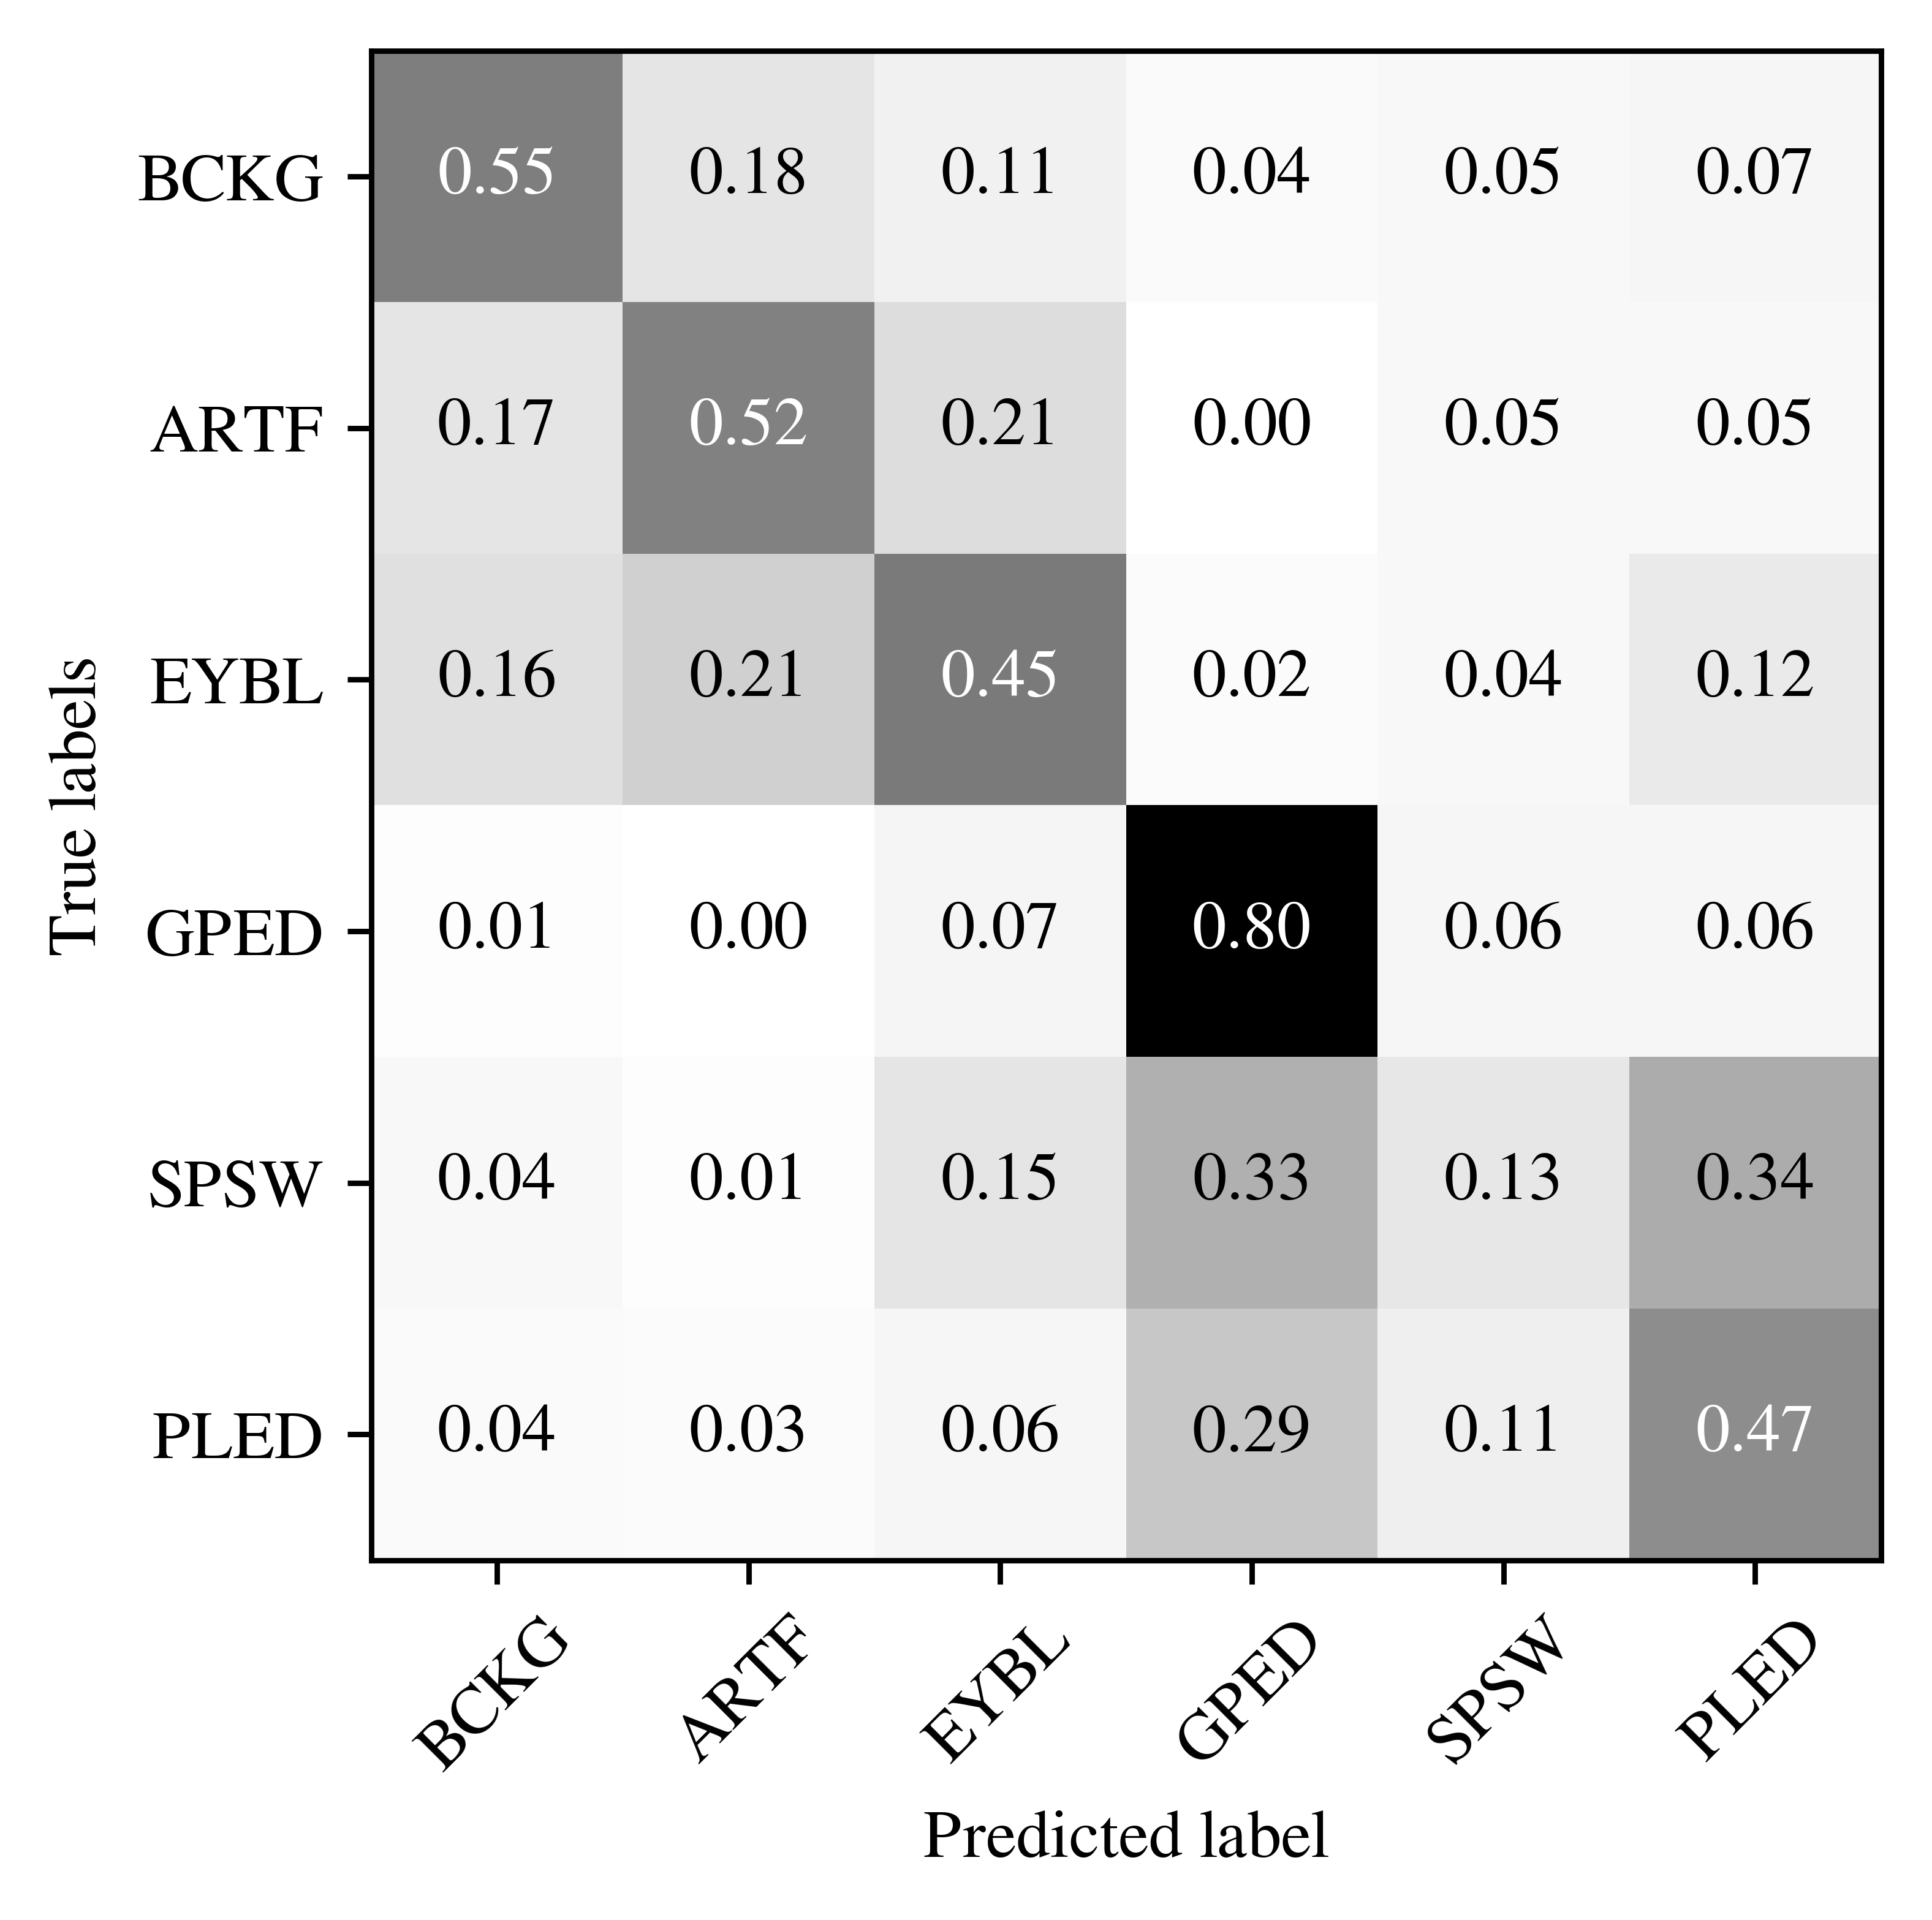 BCKG 0.55 0.18 0.11 0.04 0.05 0.07
ARTF 0.17 0.52 0.21 0.00 0.05 0.05
EYBL 0.16 0.21 0.45 0.02 0.04 0.12
GPED 0.01 0.00 0.07 0.80 0.06 0.06
SPSW 0.04 0.01 0.15 0.33 0.13 0.34
PLED 0.04 0.03 0.06 0.29 0.11 0.47
True labels
BCKG ARTF EYBL GPED SPSW PLED
Predicted label